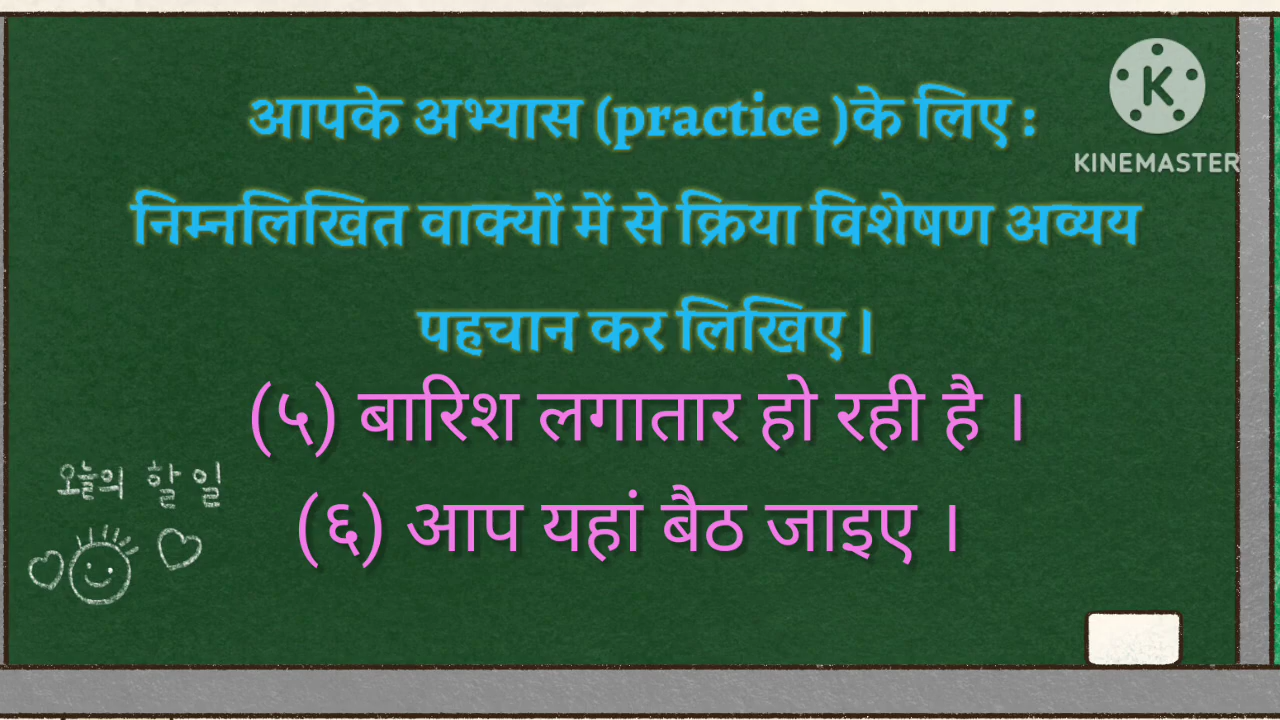 आपके अभ्यास (practice )के लिए :
KINEMASTER
निम्नलिखित वाक्यों में से क्रिया विशेषण अव्यय
पहचान कर लिखिए ।
(५) बारिश लगातार हो रही है ।
오늘의 할 일
(६) आप यहां बैठ जाइए ।